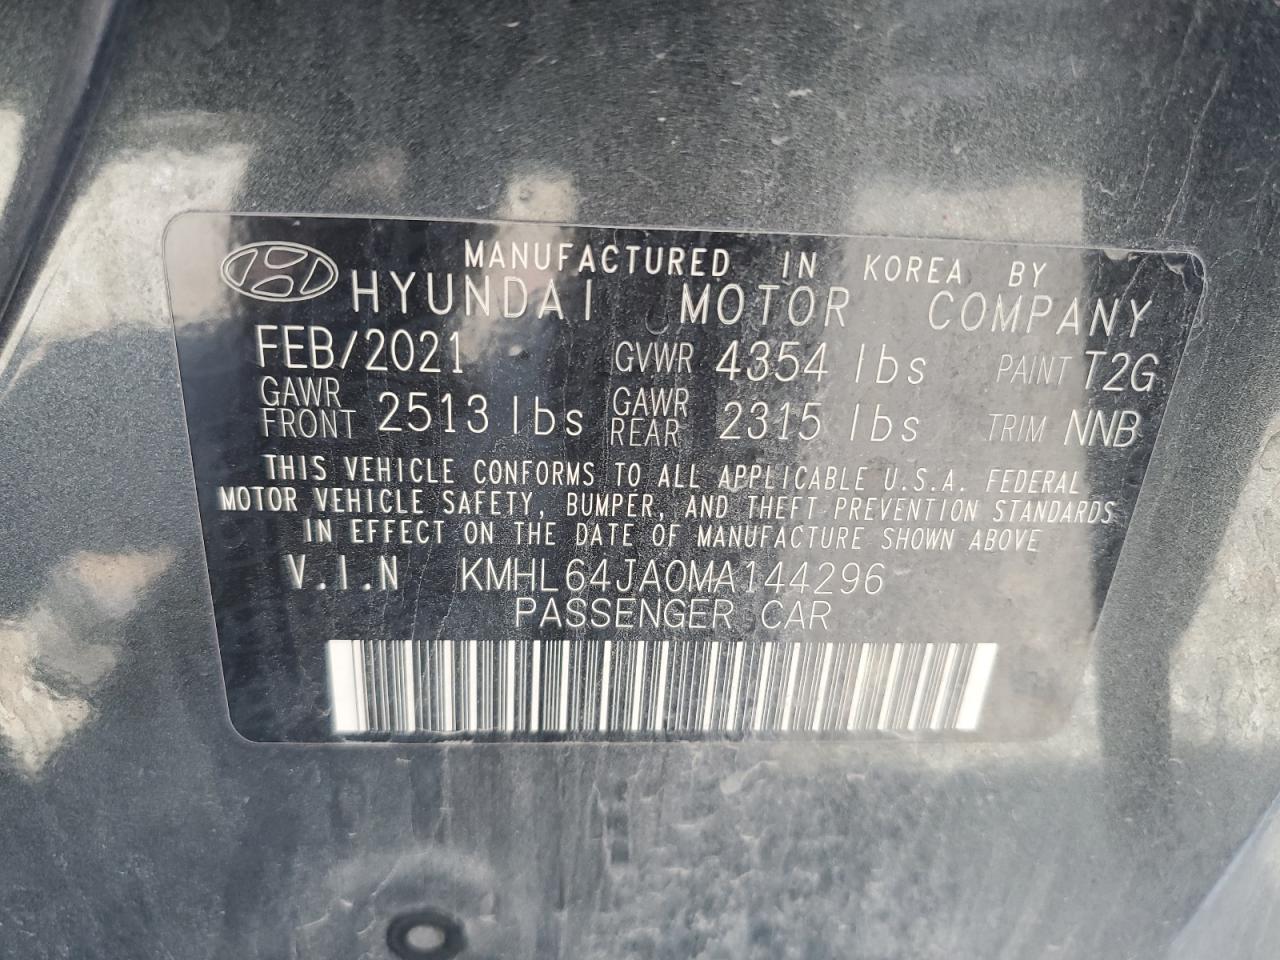 MANUFACTURED IN KOREA BY
HYUNDAI MOTOR COMPANY
FEB/2021 GVWR 4354 lbs PAINT T2G
GAWR FRONT 2513 lbs GAWR REAR 2315 lbs TRIM NNB
THIS VEHICLE CONFORMS TO ALL APPLICABLE U.S.A. FEDERAL
MOTOR VEHICLE SAFETY, BUMPER, AND THEFT PREVENTION STANDARDS
IN EFFECT ON THE DATE OF MANUFACTURE SHOWN ABOVE
V.I.N KMHL64JA0MA144296
PASSENGER CAR